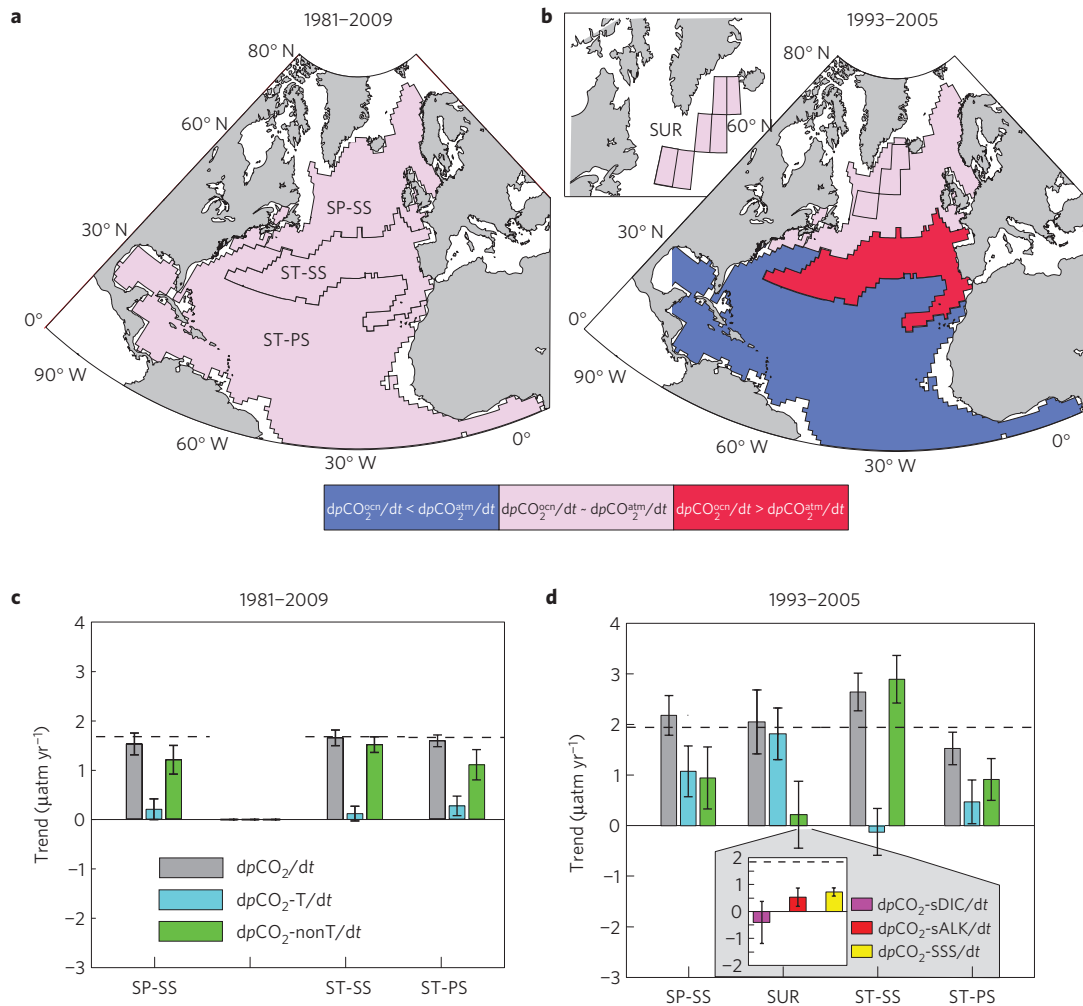 a
1981–2009
80° N
60° N
30° N
0°
90° W
60° W
30° W
0°
SP-SS
ST-SS
ST-PS
b
1993–2005
SUR
60° N
80° N
60° N
30° N
0°
90° W
60° W
30° W
0°
dpCO₂ᵒᶜⁿ/dt < dpCO₂ᵃᵗᵐ/dt
dpCO₂ᵒᶜⁿ/dt ~ dpCO₂ᵃᵗᵐ/dt
dpCO₂ᵒᶜⁿ/dt > dpCO₂ᵃᵗᵐ/dt
c
1981–2009
Trend (µatm yr⁻¹)
4
3
2
1
0
−1
−2
−3
dpCO₂/dt
dpCO₂-T/dt
dpCO₂-nonT/dt
SP-SS
ST-SS
ST-PS
d
1993–2005
Trend (µatm yr⁻¹)
4
3
2
1
0
−1
−2
−3
2
1
0
−1
−2
dpCO₂-sDIC/dt
dpCO₂-sALK/dt
dpCO₂-SSS/dt
SP-SS
SUR
ST-SS
ST-PS